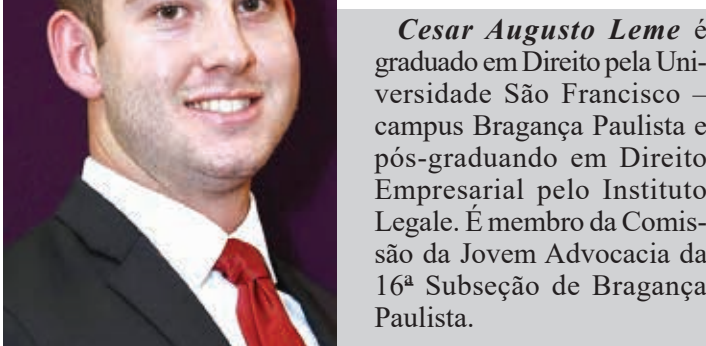 Cesar Augusto Leme é
graduado em Direito pela Uni-
versidade São Francisco –
campus Bragança Paulista e
pós-graduando em Direito
Empresarial pelo Instituto
Legale. É membro da Comis-
são da Jovem Advocacia da
16ª Subseção de Bragança
Paulista.